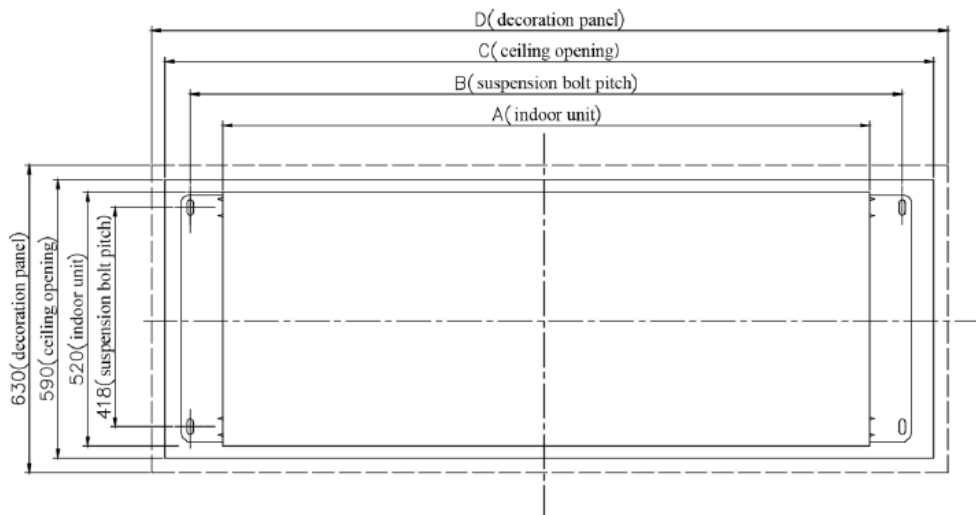 D(decoration panel)
C(ceiling opening)
B(suspension bolt pitch)
A(indoor unit)
630(decoration panel)
590(ceiling opening)
520(indoor unit)
418(suspension bolt pitch)